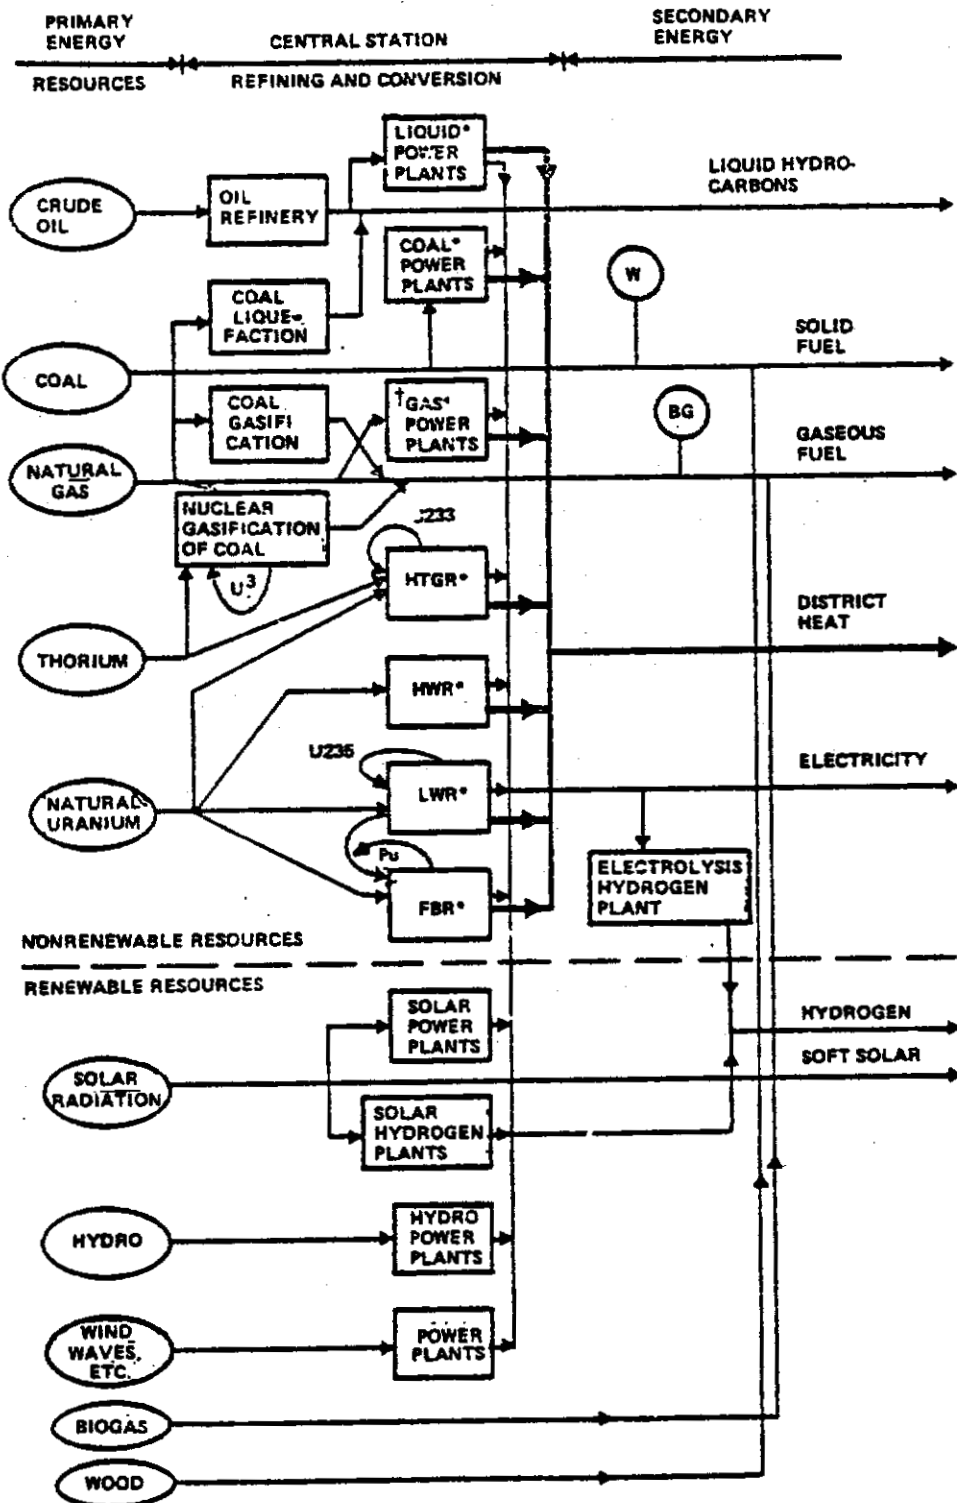 PRIMARY
ENERGY
RESOURCES
CENTRAL STATION
REFINING AND CONVERSION
SECONDARY
ENERGY
LIQUID*
POWER
PLANTS
LIQUID HYDRO-
CARBONS
CRUDE
OIL
OIL
REFINERY
COAL*
POWER
PLANTS
W
COAL
LIQUE-
FACTION
SOLID
FUEL
COAL
COAL
GASIFI
CATION
†GAS*
POWER
PLANTS
BG
GASEOUS
FUEL
NATURAL
GAS
NUCLEAR
GASIFICATION
OF COAL
U3
HTGR*
DISTRICT
HEAT
THORIUM
HWR*
U235
LWR*
ELECTRICITY
NATURAL
URANIUM
Pu
FBR*
ELECTROLYSIS
HYDROGEN
PLANT
NONRENEWABLE RESOURCES
RENEWABLE RESOURCES
SOLAR
POWER
PLANTS
HYDROGEN
SOFT SOLAR
SOLAR
RADIATION
SOLAR
HYDROGEN
PLANTS
HYDRO
HYDRO
POWER
PLANTS
WIND
WAVES,
ETC.
POWER
PLANTS
BIOGAS
WOOD